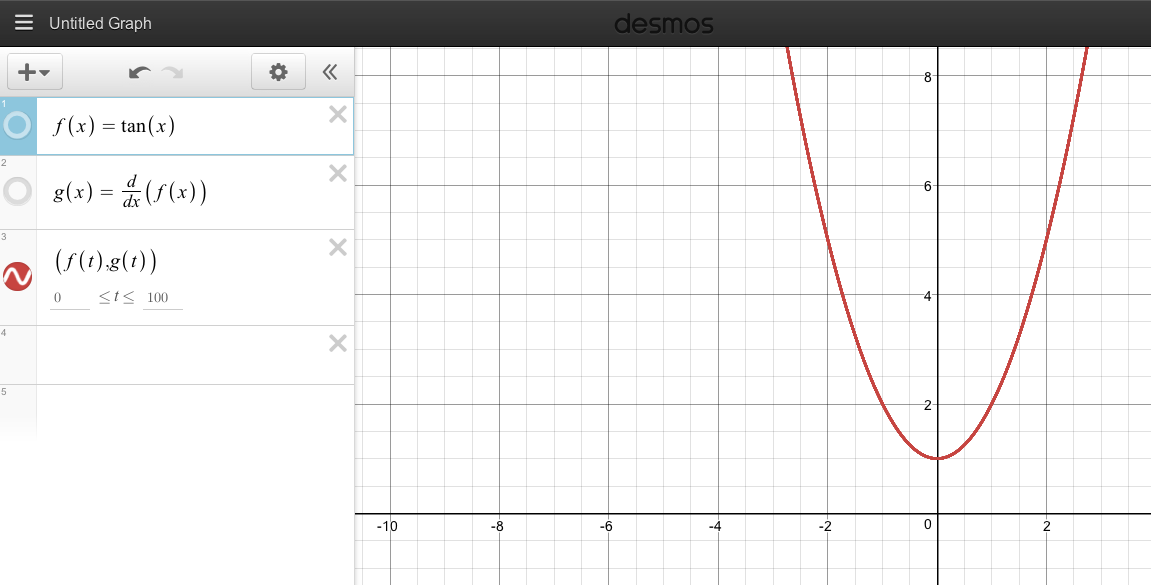 Untitled Graph
desmos
1
f(x) = tan(x)
2
g(x) = d/dx (f(x))
3
(f(t),g(t))
0 ≤ t ≤ 100
4
5
8
6
4
2
-10 -8 -6 -4 -2 0 2